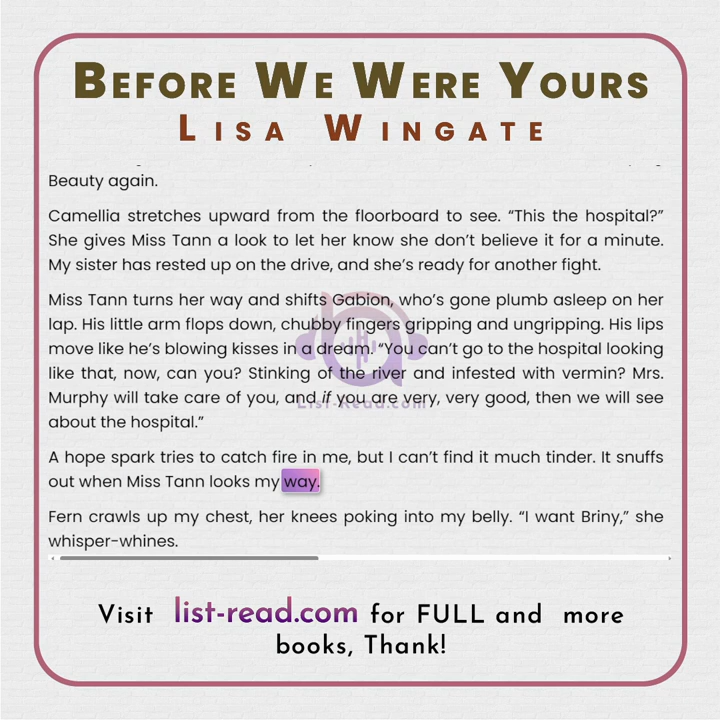 BEFORE WE WERE YOURS
LISA WINGATE
Beauty again.
Camellia stretches upward from the floorboard to see. “This the hospital?”
She gives Miss Tann a look to let her know she don’t believe it for a minute.
My sister has rested up on the drive, and she’s ready for another fight.
Miss Tann turns her way and shifts Gabion, who’s gone plumb asleep on her
lap. His little arm flops down, chubby fingers gripping and ungripping. His lips
move like he’s blowing kisses in a dream. “You can’t go to the hospital looking
like that, now, can you? Stinking of the river and infested with vermin? Mrs.
Murphy will take care of you, and if you are very, very good, then we will see
about the hospital.”
A hope spark tries to catch fire in me, but I can’t find it much tinder. It snuffs
out when Miss Tann looks my way.
Fern crawls up my chest, her knees poking into my belly. “I want Briny,” she
whisper-whines.
List-Read.com
Visit list-read.com for FULL and more
books, Thank!